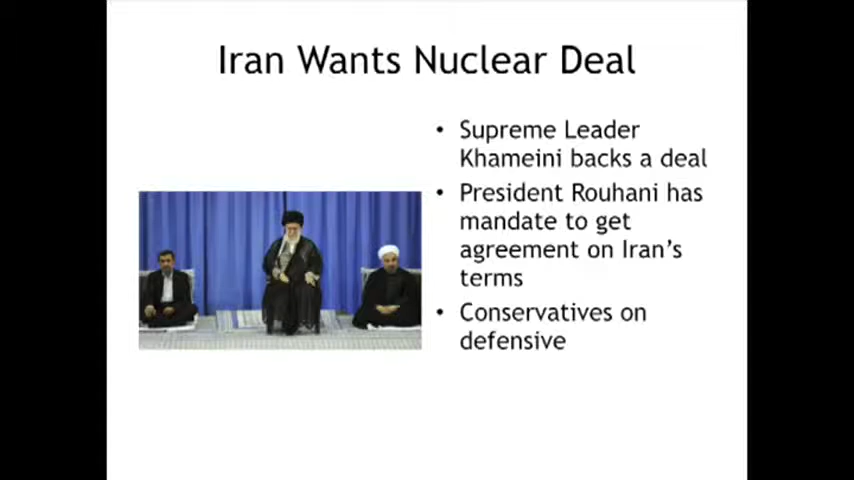 Iran Wants Nuclear Deal
• Supreme Leader
Khameini backs a deal
• President Rouhani has
mandate to get
agreement on Iran's
terms
• Conservatives on
defensive